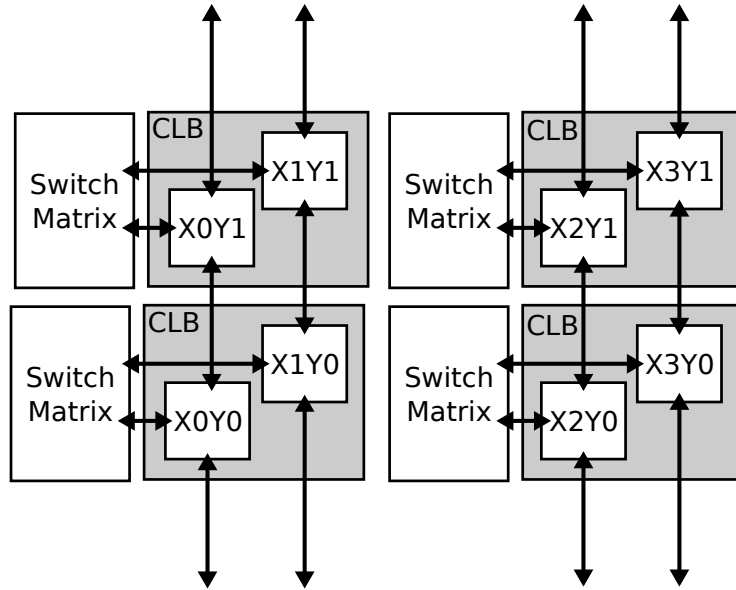 CLB
X1Y1
Switch
Matrix
X0Y1
CLB
X3Y1
Switch
Matrix
X2Y1
CLB
X1Y0
Switch
Matrix
X0Y0
CLB
X3Y0
Switch
Matrix
X2Y0